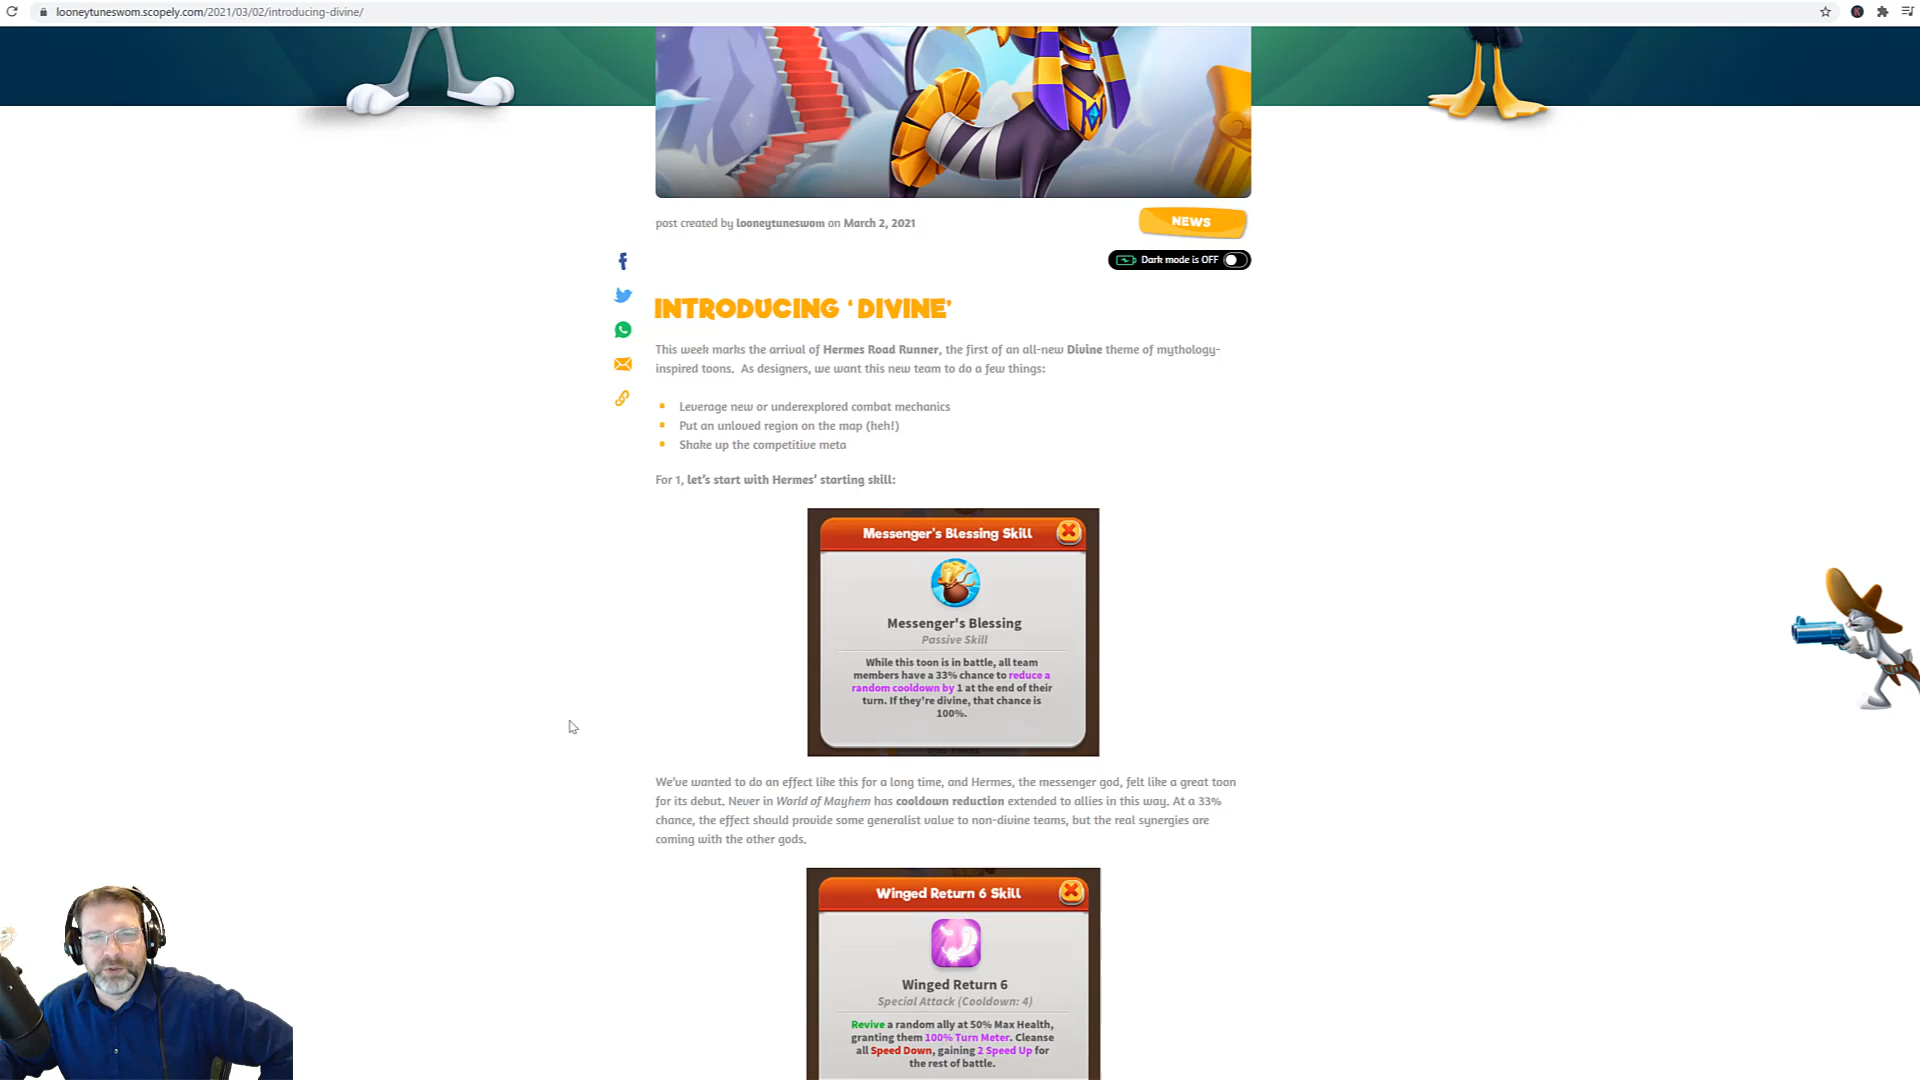 looneytuneswom.scopely.com/2021/03/02/introducing-divine/
post created by looneytuneswom on March 2, 2021
NEWS
Dark mode is OFF
INTRODUCING ‘DIVINE’
This week marks the arrival of Hermes Road Runner, the first of an all-new Divine theme of mythology-
inspired toons. As designers, we want this new team to do a few things:
Leverage new or underexplored combat mechanics
Put an unloved region on the map (heh!)
Shake up the competitive meta
For 1, let’s start with Hermes’ starting skill:
Messenger's Blessing Skill
Messenger's Blessing
Passive Skill
While this toon is in battle, all team
members have a 33% chance to reduce a
random cooldown by 1 at the end of their
turn. If they're divine, that chance is
100%.
We’ve wanted to do an effect like this for a long time, and Hermes, the messenger god, felt like a great toon
for its debut. Never in World of Mayhem has cooldown reduction extended to allies in this way. At a 33%
chance, the effect should provide some generalist value to non-divine teams, but the real synergies are
coming with the other gods.
Winged Return 6 Skill
Winged Return 6
Special Attack (Cooldown: 4)
Revive a random ally at 50% Max Health,
granting them 100% Turn Meter. Cleanse
all Speed Down, gaining 2 Speed Up for
the rest of battle.